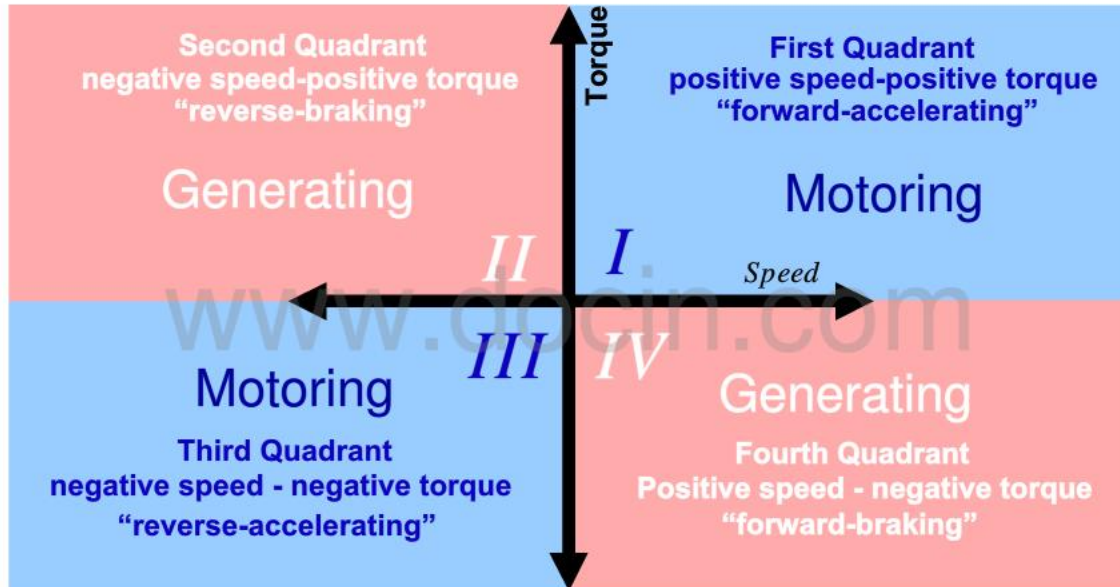 Second Quadrant
negative speed-positive torque
“reverse-braking”
Generating
II
Torque
First Quadrant
positive speed-positive torque
“forward-accelerating”
Motoring
I
Speed
www.docin.com
III
Motoring
Third Quadrant
negative speed - negative torque
“reverse-accelerating”
IV
Generating
Fourth Quadrant
Positive speed - negative torque
“forward-braking”